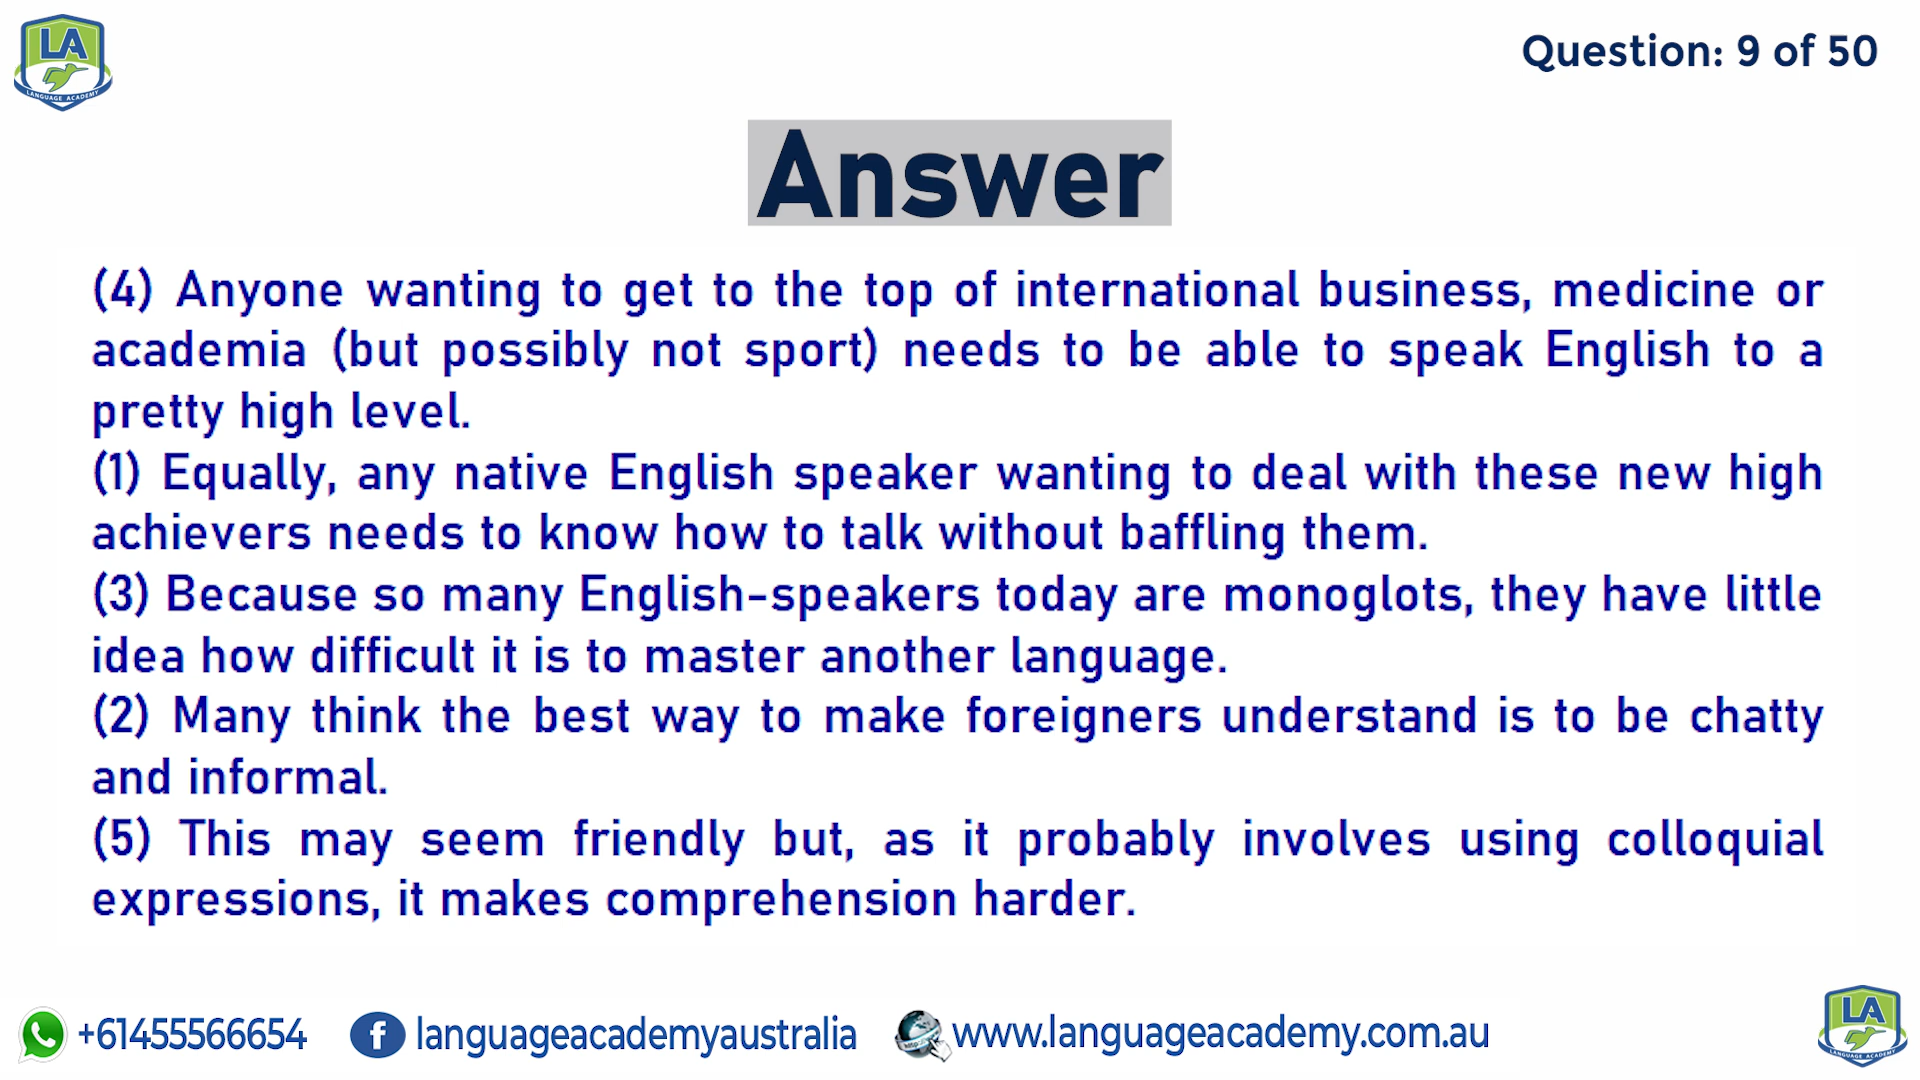 LA
LANGUAGE ACADEMY
Question: 9 of 50
Answer
(4) Anyone wanting to get to the top of international business, medicine or
academia (but possibly not sport) needs to be able to speak English to a
pretty high level.
(1) Equally, any native English speaker wanting to deal with these new high
achievers needs to know how to talk without baffling them.
(3) Because so many English-speakers today are monoglots, they have little
idea how difficult it is to master another language.
(2) Many think the best way to make foreigners understand is to be chatty
and informal.
(5) This may seem friendly but, as it probably involves using colloquial
expressions, it makes comprehension harder.
+61455566654
f
languageacademyaustralia
www.languageacademy.com.au
LA
LANGUAGE ACADEMY